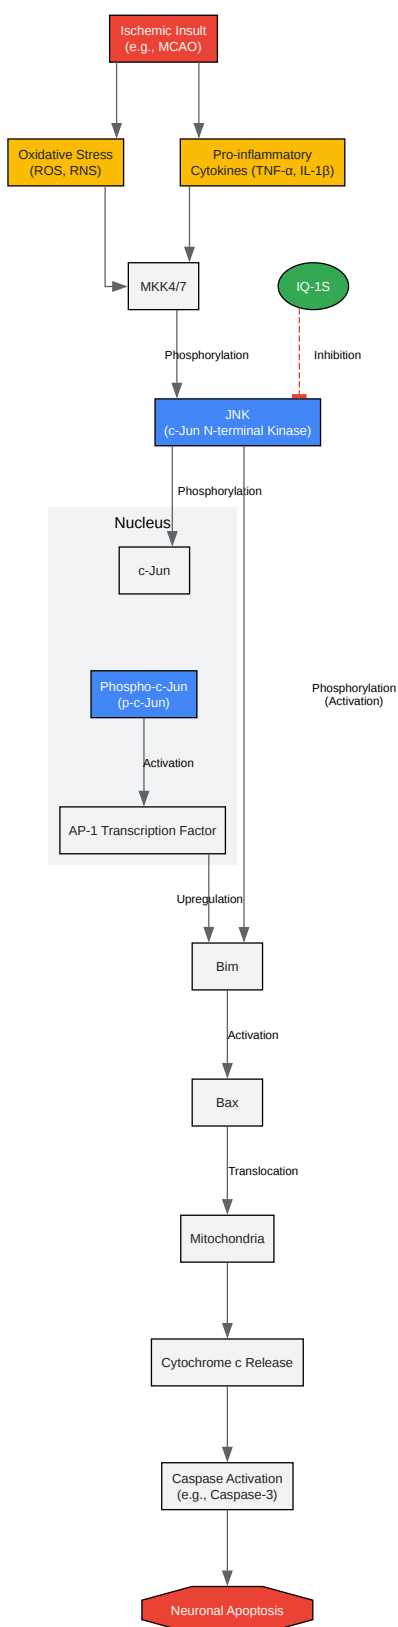 Ischemic Insult
(e.g., MCAO)
Oxidative Stress
(ROS, RNS)
Pro-inflammatory
Cytokines (TNF-α, IL-1β)
MKK4/7
IQ-1S
Phosphorylation
Inhibition
JNK
(c-Jun N-terminal Kinase)
Phosphorylation
Nucleus
c-Jun
Phospho-c-Jun
(p-c-Jun)
Phosphorylation
(Activation)
Activation
AP-1 Transcription Factor
Upregulation
Bim
Activation
Bax
Translocation
Mitochondria
Cytochrome c Release
Caspase Activation
(e.g., Caspase-3)
Neuronal Apoptosis